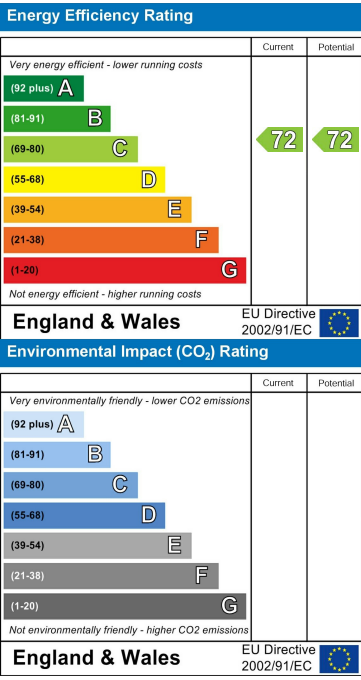 Energy Efficiency Rating
Current Potential
Very energy efficient - lower running costs
(92 plus) A
(81-91) B
(69-80) C
72 72
(55-68) D
(39-54) E
(21-38) F
(1-20) G
Not energy efficient - higher running costs
England & Wales
EU Directive
2002/91/EC
Environmental Impact (CO₂) Rating
Current Potential
Very environmentally friendly - lower CO2 emissions
(92 plus) A
(81-91) B
(69-80) C
(55-68) D
(39-54) E
(21-38) F
(1-20) G
Not environmentally friendly - higher CO2 emissions
England & Wales
EU Directive
2002/91/EC